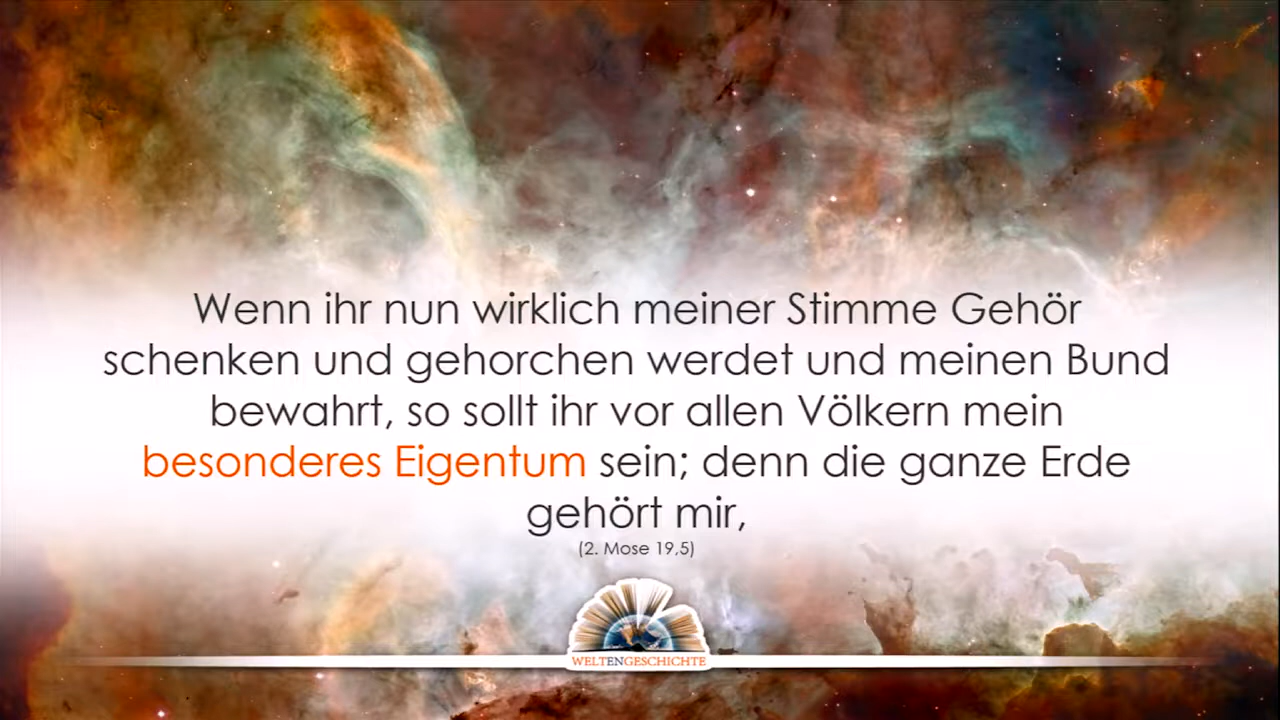 Wenn ihr nun wirklich meiner Stimme Gehör
schenken und gehorchen werdet und meinen Bund
bewahrt, so sollt ihr vor allen Völkern mein
besonderes Eigentum sein; denn die ganze Erde
gehört mir,
(2. Mose 19,5)
WELTENGESCHICHTE